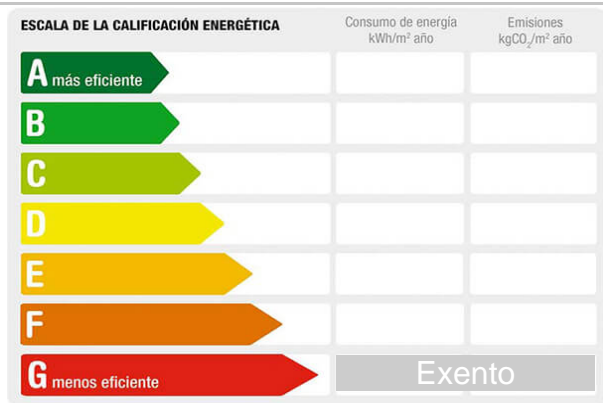 ESCALA DE LA CALIFICACIÓN ENERGÉTICA
Consumo de energía
kWh/m² año
Emisiones
kgCO₂/m² año
A más eficiente
B
C
D
E
F
G menos eficiente
Exento